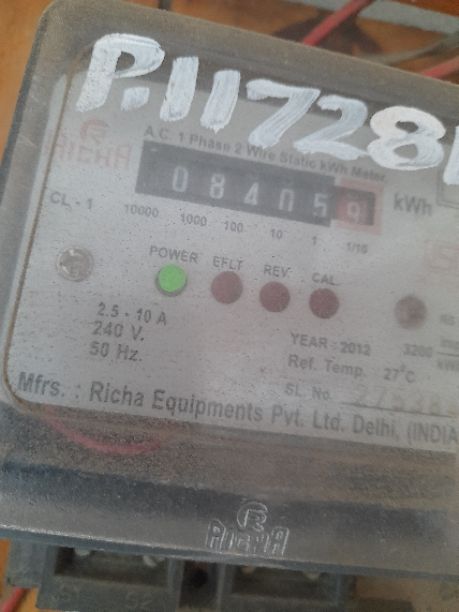 P.11728
RICHA
A.C. 1 Phase 2 Wire Static kWh Meter
084059 kWh
CL - 1
10000 1000 100 10 1 1/10
POWER EFLT REV. CAL.
2.5 - 10 A
240 V.
50 Hz.
YEAR : 2012
Ref. Temp. 27°C
3200
SL. No.
Mfrs. : Richa Equipments Pvt. Ltd. Delhi, (INDIA
RICHA